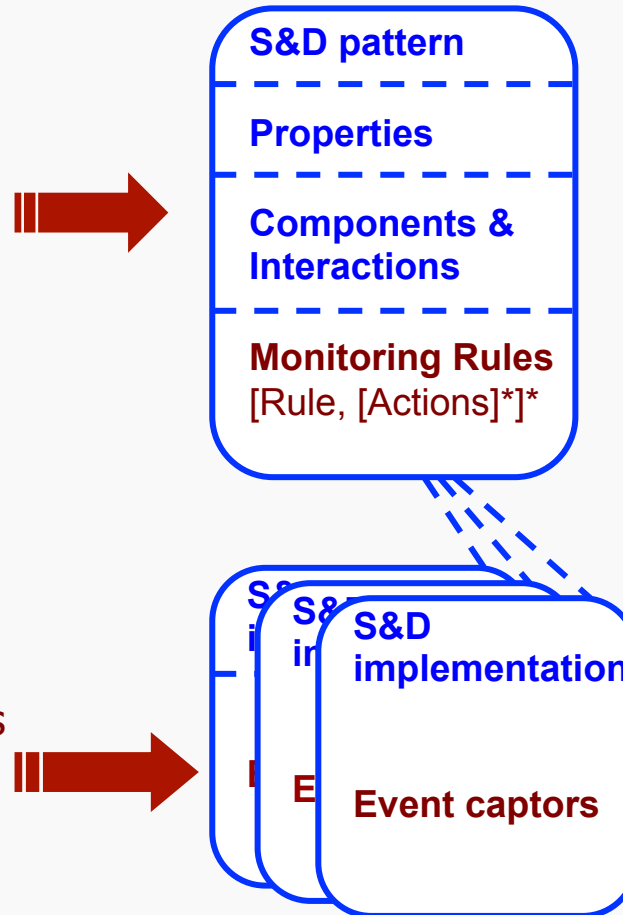 S&D pattern
Properties
Components &
Interactions
Monitoring Rules
[Rule, [Actions]*]*
S&D
implementation
Event captors